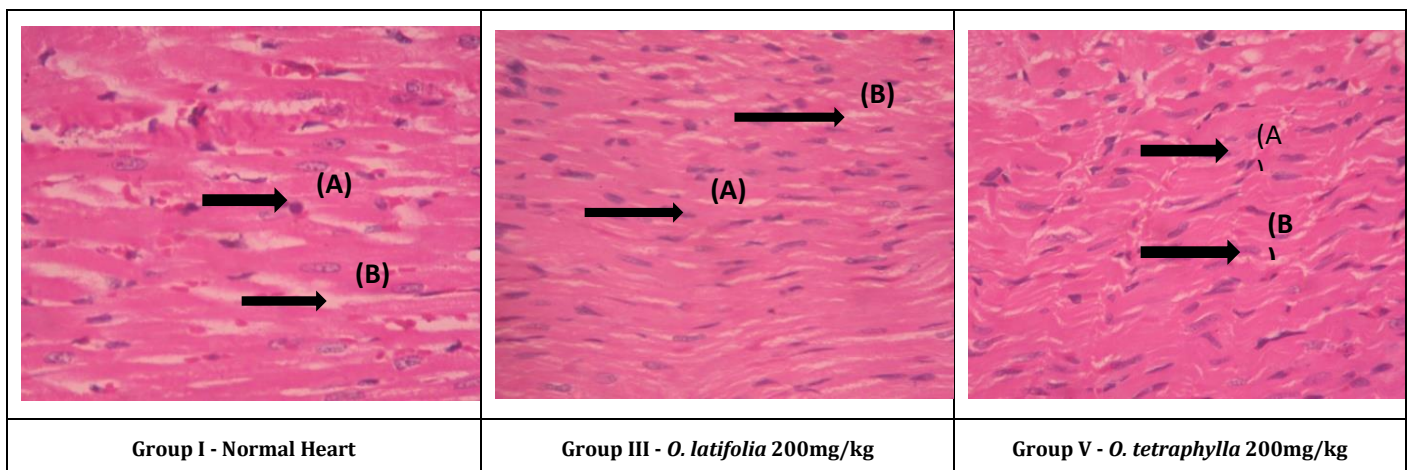 (A)
(B)
(B)
(A)
(A
(B
Group I - Normal Heart
Group III - O. latifolia 200mg/kg
Group V - O. tetraphylla 200mg/kg